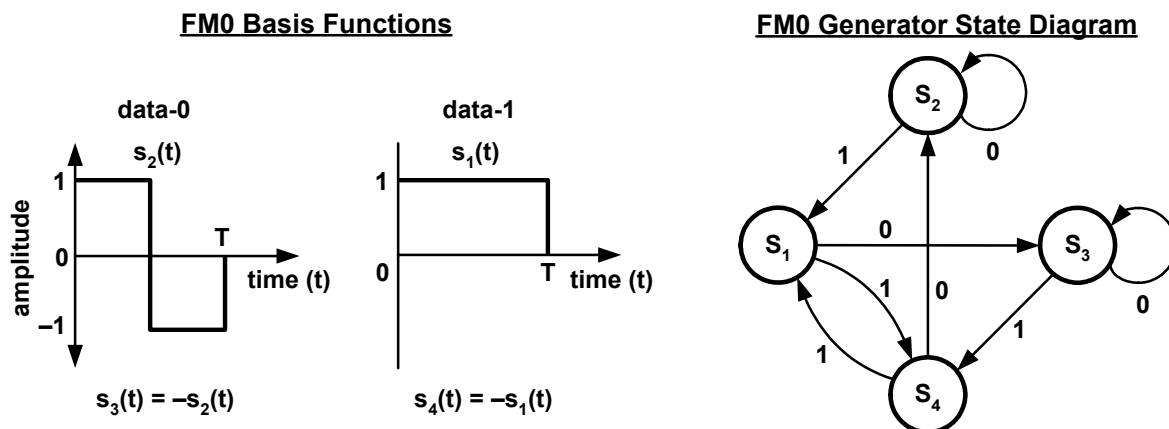 FM0 Basis Functions
data-0
s₂(t)
1
0
–1
amplitude
T
time (t)
s₃(t) = –s₂(t)
data-1
s₁(t)
1
0
T
time (t)
s₄(t) = –s₁(t)
FM0 Generator State Diagram
S₂
0
1
S₁
0
S₃
0
1
1
0
1
S₄